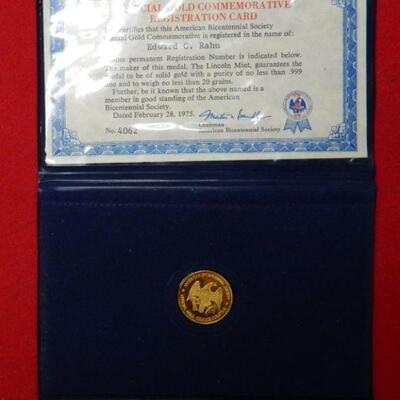 CIAL GOLD COMMEMORATIVE
REGISTRATION CARD
certifies that this American Bicentennial Society
Gold Commemorative is registered in the name of:
Edward C. Rahn
permanent Registration Number is indicated below.
The maker of this medal, The Lincoln Mint, guarantees the
medal to be of solid gold with a purity of no less than .999
fine and to weigh no less than 20 grains.
Further, be it known that the above named is a
member in good standing of the American
Bicentennial Society.
Dated February 28, 1975.
Chairman
No. 4062
American Bicentennial Society